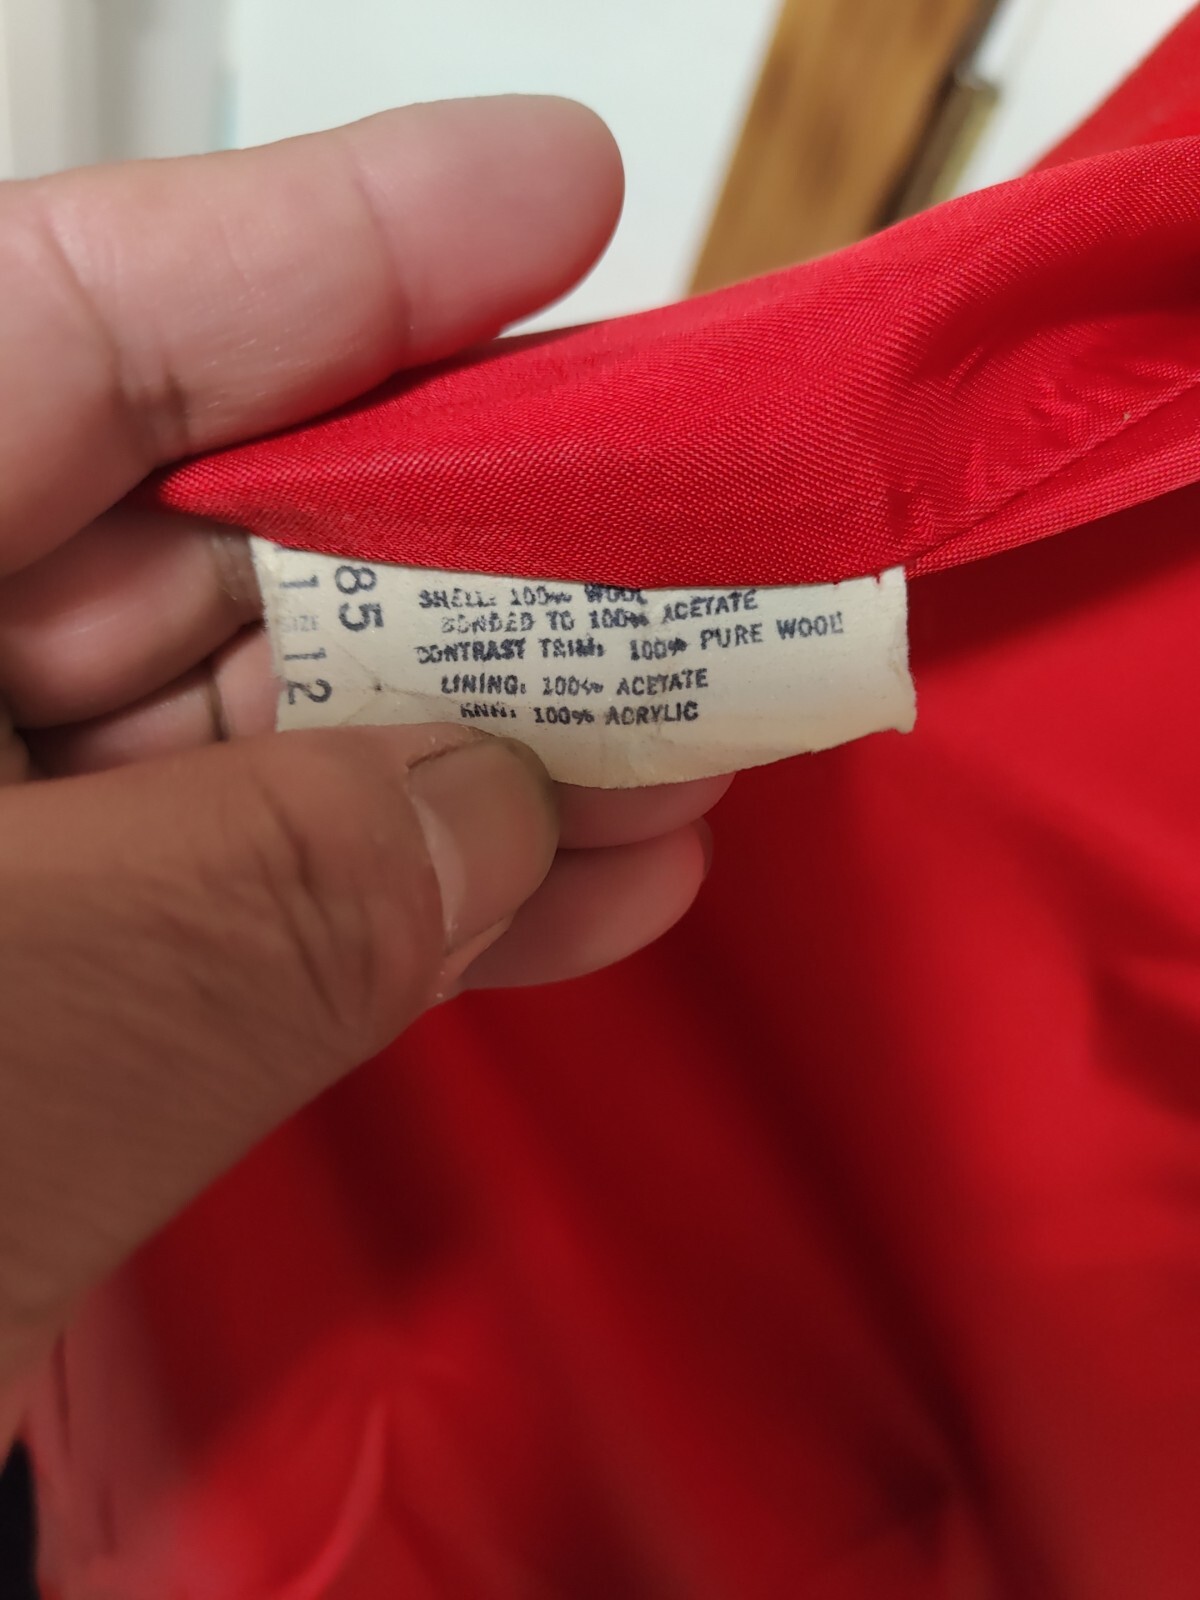 SHELL: 100% WOOL
BONDED TO 100% ACETATE
CONTRAST TRIM: 100% PURE WOOL
LINING: 100% ACETATE
KNIT: 100% ACRYLIC
85
SIZE 12